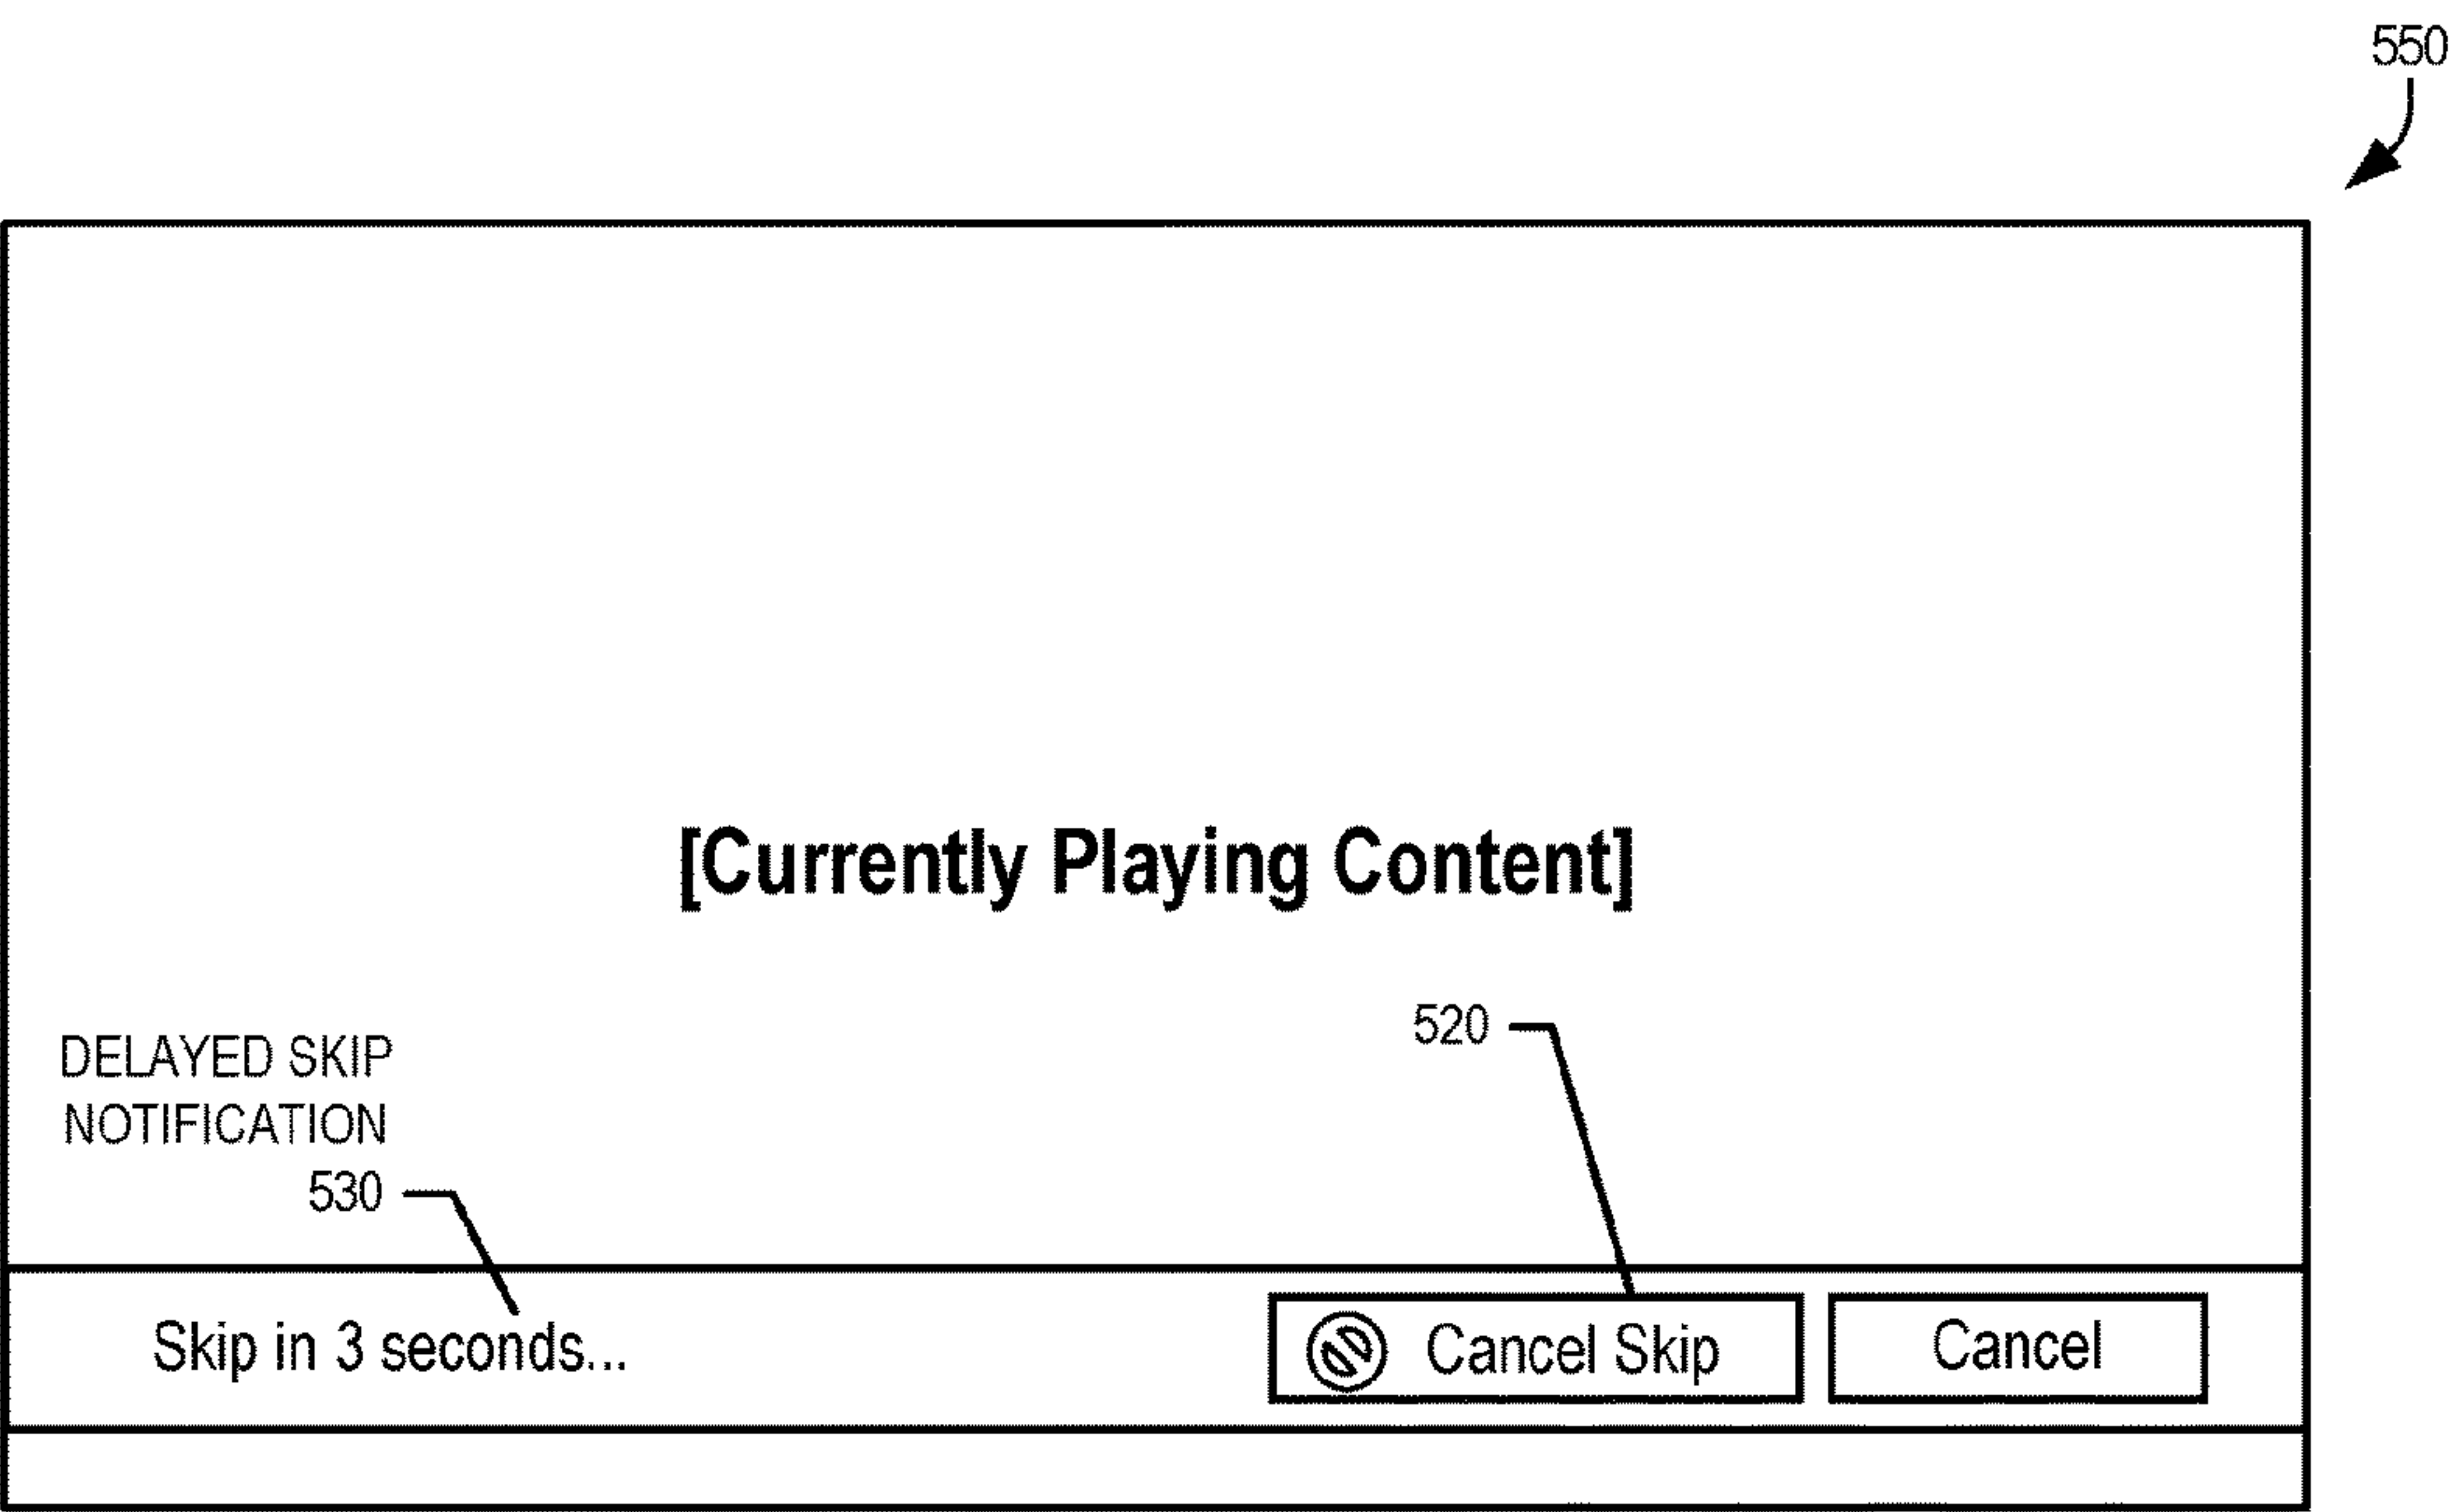 550
[Currently Playing Content]
520
DELAYED SKIP
NOTIFICATION
530
Skip in 3 seconds...
Cancel Skip
Cancel